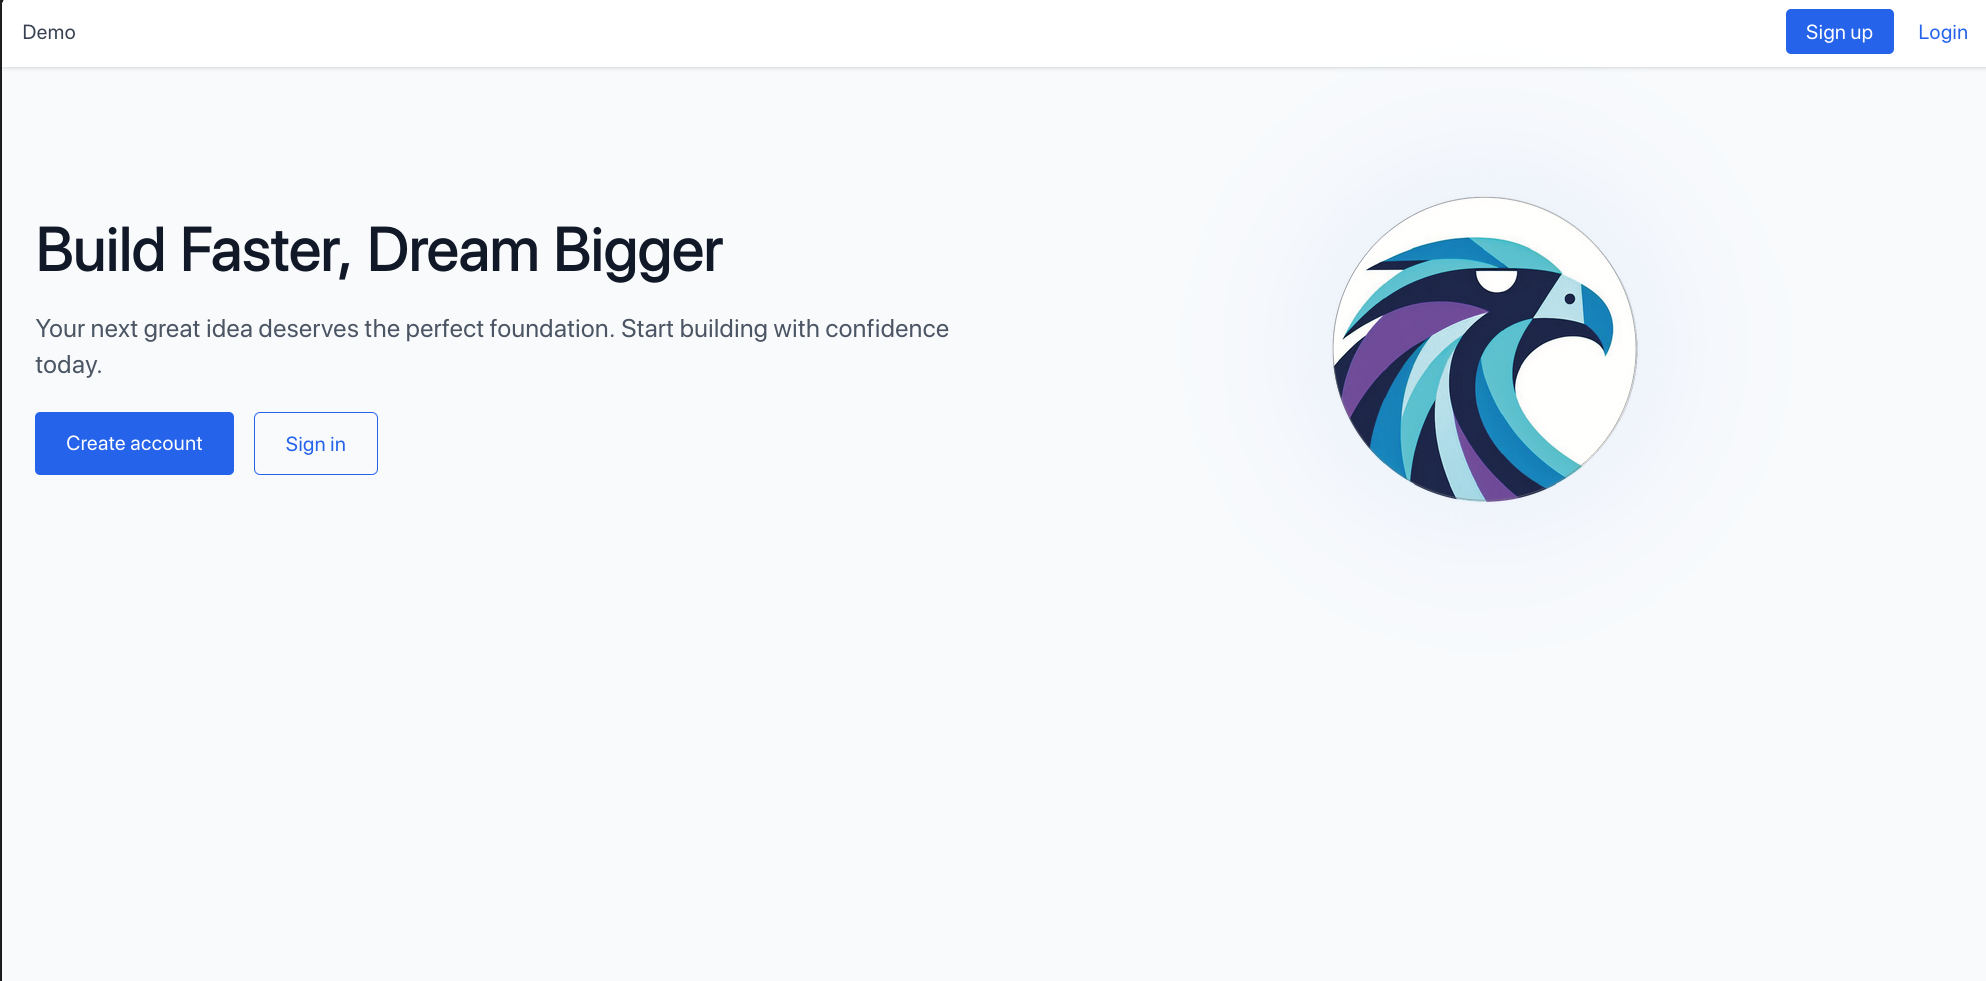 Demo
Sign up
Login
Build Faster, Dream Bigger
Your next great idea deserves the perfect foundation. Start building with confidence
today.
Create account
Sign in